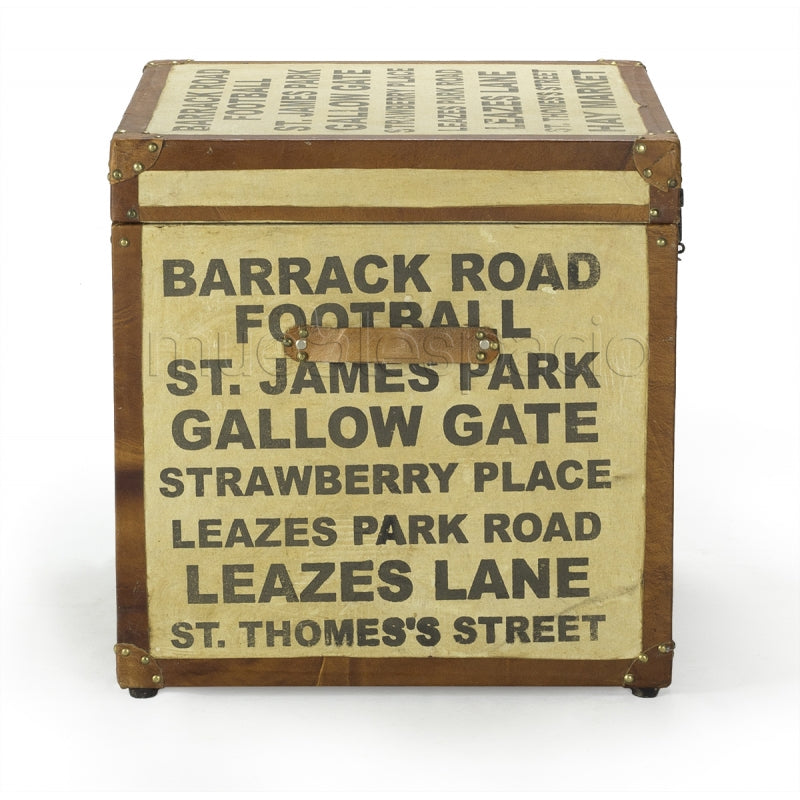 BARRACK ROAD
FOOTBALL
ST. JAMES PARK
GALLOW GATE
STRAWBERRY PLACE
LEAZES PARK ROAD
LEAZES LANE
ST. THOMES'S STREET
HAY MARKET
BARRACK ROAD
FOOTBALL
ST. JAMES PARK
GALLOW GATE
STRAWBERRY PLACE
LEAZES PARK ROAD
LEAZES LANE
ST. THOMES'S STREET
mueblespacio